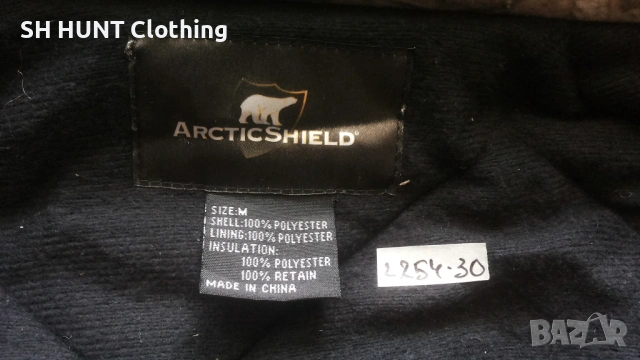 SH HUNT Clothing
ARCTICSHIELD®
SIZE:M
SHELL:100% POLYESTER
LINING:100% POLYESTER
INSULATION:
100% POLYESTER
100% RETAIN
MADE IN CHINA
2254-30
BAZAR